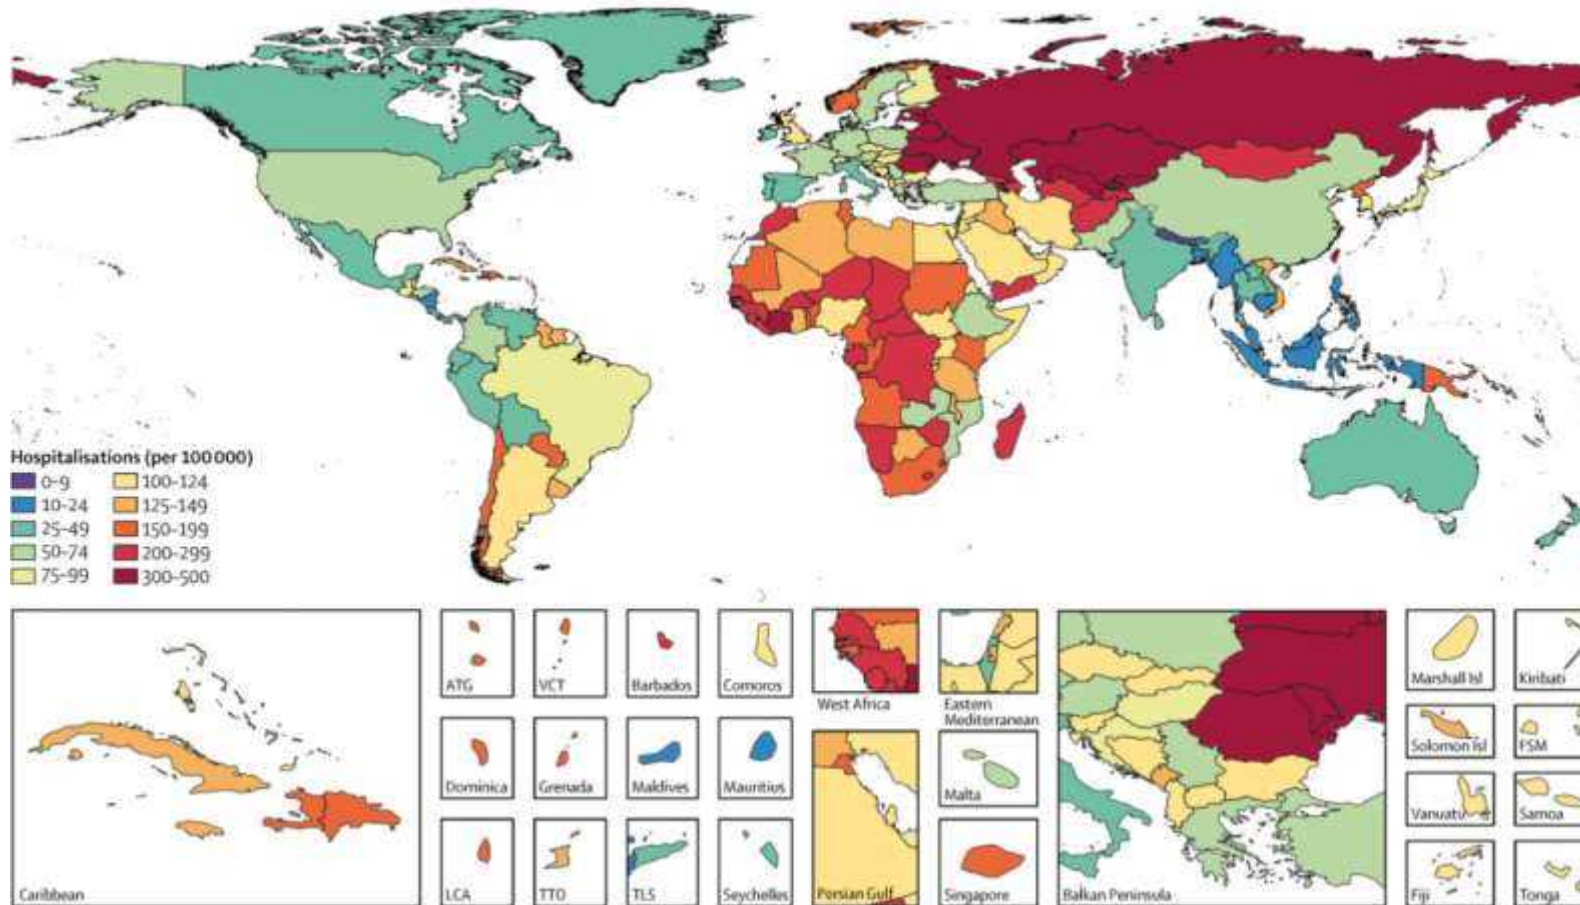 Hospitalisations (per 100 000)
0–9
10–24
25–49
50–74
75–99
100–124
125–149
150–199
200–299
300–500
Caribbean
ATG
VCT
Barbados
Comoros
Dominica
Grenada
Maldives
Mauritius
LCA
TTO
TLS
Seychelles
West Africa
Eastern
Mediterranean
Persian Gulf
Malta
Singapore
Balkan Peninsula
Marshall Isl
Kiribati
Solomon Isl
FSM
Vanuatu
Samoa
Fiji
Tonga